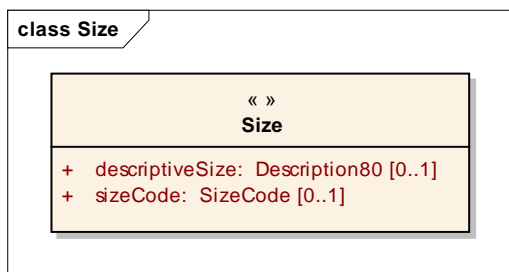 class Size
« »
Size
+ descriptiveSize: Description80 [0..1]
+ sizeCode: SizeCode [0..1]